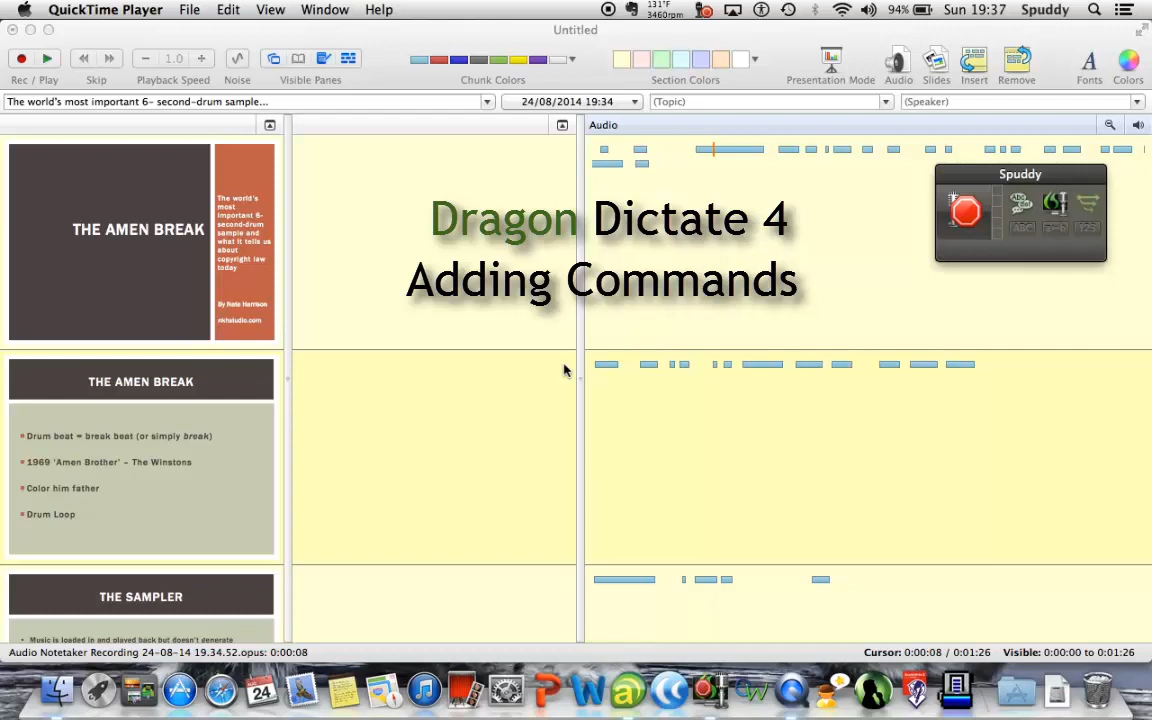 QuickTime Player File Edit View Window Help 131°F 3460rpm 94% Sun 19:37 Spuddy
Untitled
1.0
Rec / Play Skip Playback Speed Noise Visible Panes Chunk Colors Section Colors Presentation Mode Audio Slides Insert Remove Fonts Colors
The world's most important 6- second-drum sample... 24/08/2014 19:34 (Topic) (Speaker)
Audio
Spuddy
ABC 123
Dragon Dictate 4
Adding Commands
THE AMEN BREAK
The world's
most
important 6-
second-drum
sample and
what it tells us
about
copyright law
today
By Nate Harrison
nkhstudio.com
THE AMEN BREAK
Drum beat = break beat (or simply break)
1969 'Amen Brother' – The Winstons
Color him father
Drum Loop
THE SAMPLER
• Music is loaded in and played back but doesn't generate
Audio Notetaker Recording 24-08-14 19.34.52.opus: 0:00:08 Cursor: 0:00:08 / 0:01:26 Visible: 0:00:00 to 0:01:26
24